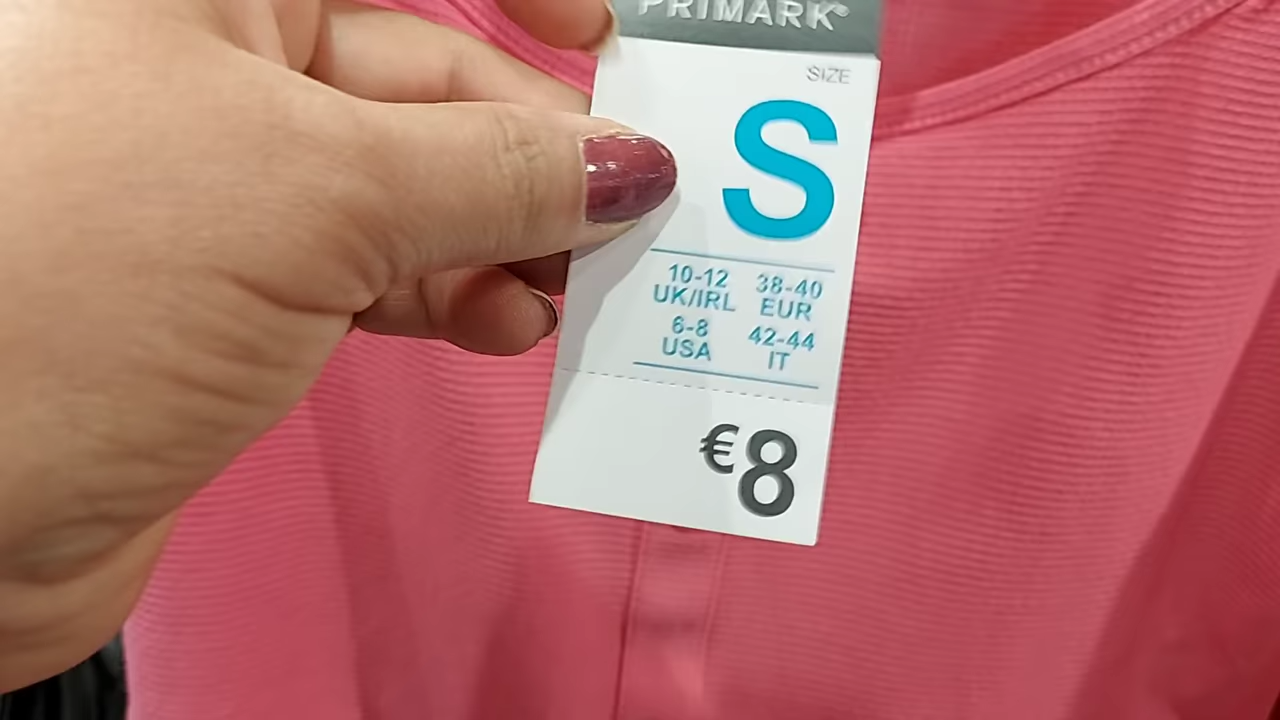 PRIMARK®
SIZE
S
10-12 38-40
UK/IRL EUR
6-8 42-44
USA IT
€8